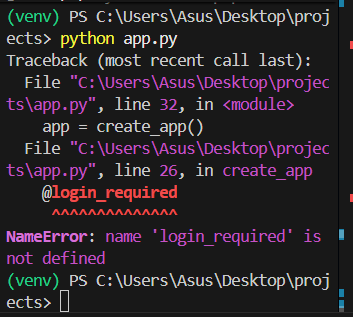 (venv) PS C:\Users\Asus\Desktop\proj
ects> python app.py
Traceback (most recent call last):
  File "C:\Users\Asus\Desktop\projec
ts\app.py", line 32, in <module>
    app = create_app()
  File "C:\Users\Asus\Desktop\projec
ts\app.py", line 26, in create_app
    @login_required
     ^^^^^^^^^^^^^^
NameError: name 'login_required' is
not defined
(venv) PS C:\Users\Asus\Desktop\proj
ects>